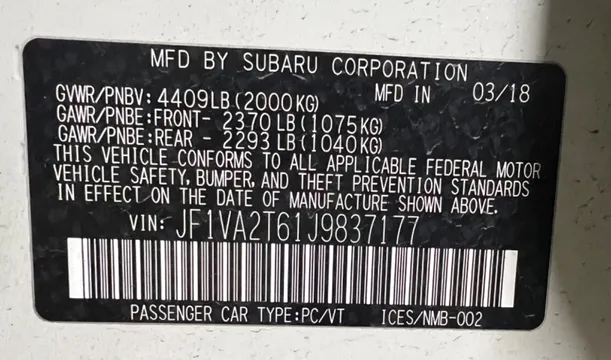 MFD BY SUBARU CORPORATION
GVWR/PNBV: 4409LB(2000KG) MFD IN 03/18
GAWR/PNBE:FRONT- 2370 LB(1075KG)
GAWR/PNBE:REAR - 2293 LB(1040KG)
THIS VEHICLE CONFORMS TO ALL APPLICABLE FEDERAL MOTOR
VEHICLE SAFETY, BUMPER, AND THEFT PREVENTION STANDARDS
IN EFFECT ON THE DATE OF MANUFACTURE SHOWN ABOVE.
VIN: JF1VA2T61J9837177
PASSENGER CAR TYPE:PC/VT ICES/NMB-002